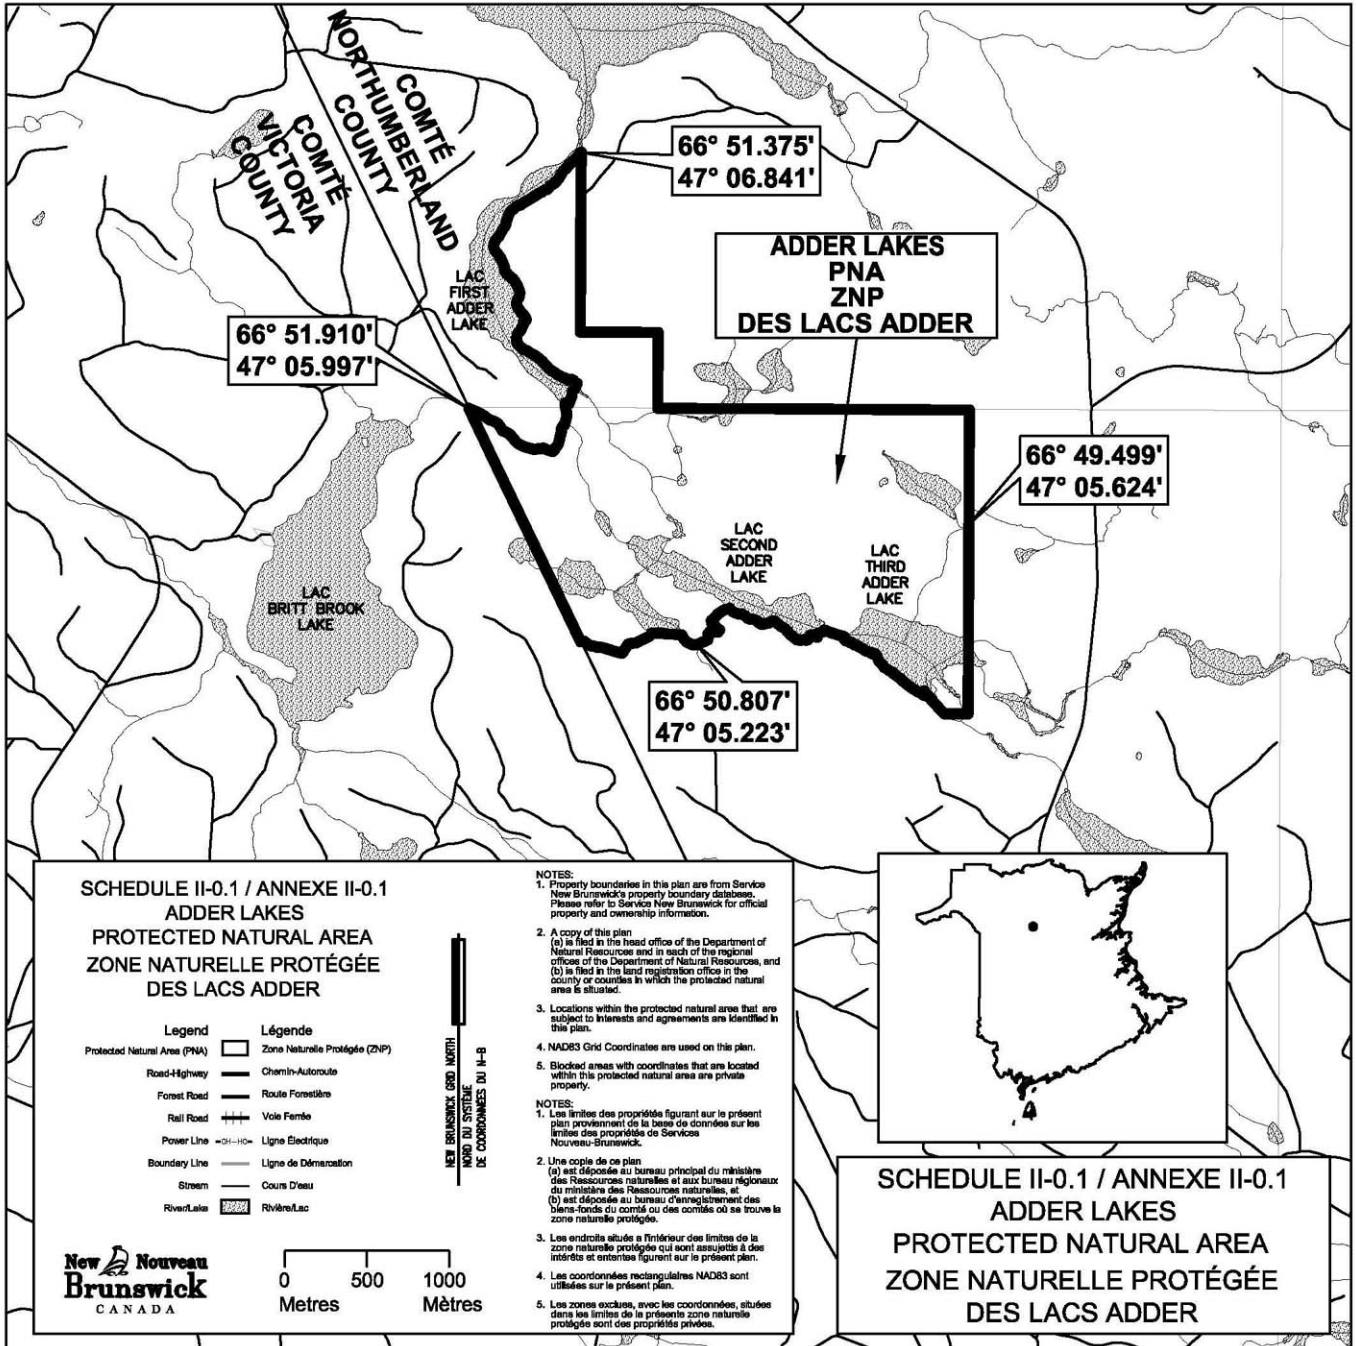 COMTÉ
NORTHUMBERLAND
COUNTY
COMTÉ
VICTORIA
COUNTY
66° 51.375'
47° 06.841'
ADDER LAKES
PNA
ZNP
DES LACS ADDER
LAC
FIRST
ADDER
LAKE
66° 51.910'
47° 05.997'
66° 49.499'
47° 05.624'
LAC
SECOND
ADDER
LAKE
LAC
THIRD
ADDER
LAKE
LAC
BRITT BROOK
LAKE
66° 50.807'
47° 05.223'
SCHEDULE II-0.1 / ANNEXE II-0.1
ADDER LAKES
PROTECTED NATURAL AREA
ZONE NATURELLE PROTÉGÉE
DES LACS ADDER
Legend Légende
Protected Natural Area (PNA) Zone Naturelle Protégée (ZNP)
Road-Highway Chemin-Autoroute
Forest Road Route Forestière
Rail Road Voie Ferrée
Power Line -OH-HO- Ligne Électrique
Boundary Line Ligne de Démarcation
Stream Cours D'eau
River/Lake Rivière/Lac
NEW BRUNSWICK GRID NORTH
NORD DU SYSTÈME
DE COORDONNÉES DU N-B
New Nouveau
Brunswick
CANADA
0 500 1000
Metres Mètres
NOTES:
1. Property boundaries in this plan are from Service
New Brunswick's property boundary database.
Please refer to Service New Brunswick for official
property and ownership information.
2. A copy of this plan
(a) is filed in the head office of the Department of
Natural Resources and in each of the regional
offices of the Department of Natural Resources, and
(b) is filed in the land registration office in the
county or counties in which the protected natural
area is situated.
3. Locations within the protected natural area that are
subject to interests and agreements are identified in
this plan.
4. NAD83 Grid Coordinates are used on this plan.
5. Blocked areas with coordinates that are located
within this protected natural area are private
property.
NOTES:
1. Les limites des propriétés figurant sur le présent
plan proviennent de la base de données sur les
limites des propriétés de Services
Nouveau-Brunswick.
2. Une copie de ce plan
(a) est déposée au bureau principal du ministère
des Ressources naturelles et aux bureau régionaux
du ministère des Ressources naturelles, et
(b) est déposée au bureau d'enregistrement des
biens-fonds du comté ou des comtés où se trouve la
zone naturelle protégée.
3. Les endroits situés a l'intérieur des limites de la
zone naturelle protégée qui sont assujettis à des
intérêts et ententes figurent sur le présent plan.
4. Les coordonnées rectangulaires NAD83 sont
utilisées sur le présent plan.
5. Les zones exclues, avec les coordonnées, situées
dans les limites de la présente zone naturelle
protégée sont des propriétés privées.
SCHEDULE II-0.1 / ANNEXE II-0.1
ADDER LAKES
PROTECTED NATURAL AREA
ZONE NATURELLE PROTÉGÉE
DES LACS ADDER